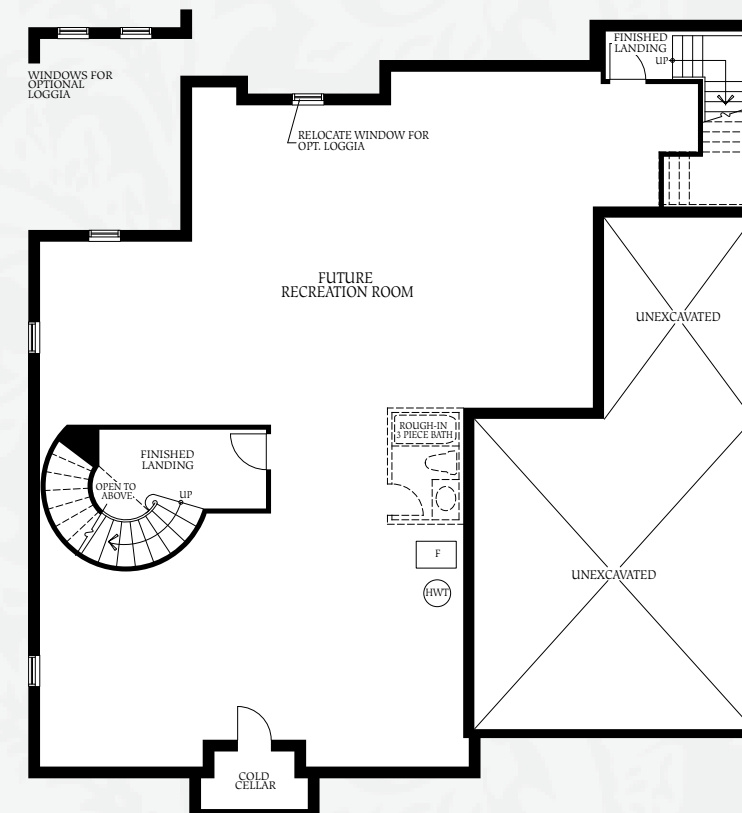 FINISHED
LANDING
UP
WINDOWS FOR
OPTIONAL
LOGGIA
RELOCATE WINDOW FOR
OPT. LOGGIA
FUTURE
RECREATION ROOM
UNEXCAVATED
ROUGH-IN
3 PIECE BATH
FINISHED
LANDING
OPEN TO
ABOVE
UP
F
HWT
UNEXCAVATED
COLD
CELLAR